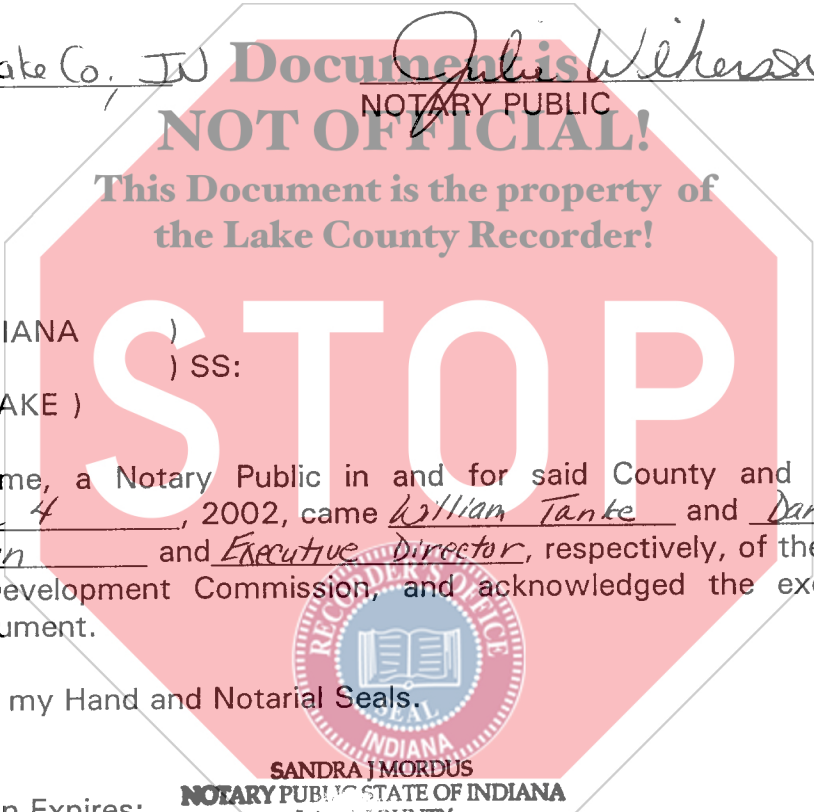 ake Co, IN
Julie Wilkerson
NOTARY PUBLIC
Document is
NOT OFFICIAL!
This Document is the property of
the Lake County Recorder!
STOP
IANA )
) SS:
AKE )
me, a Notary Public in and for said County and
4, 2002, came William Tanke and Dan
n and Executive Director, respectively, of the
Development Commission, and acknowledged the exe
ument.
my Hand and Notarial Seals.
RECORDER'S OFFICE
SEAL
INDIANA
SANDRA J MORDUS
NOTARY PUBLIC STATE OF INDIANA
n Expires: